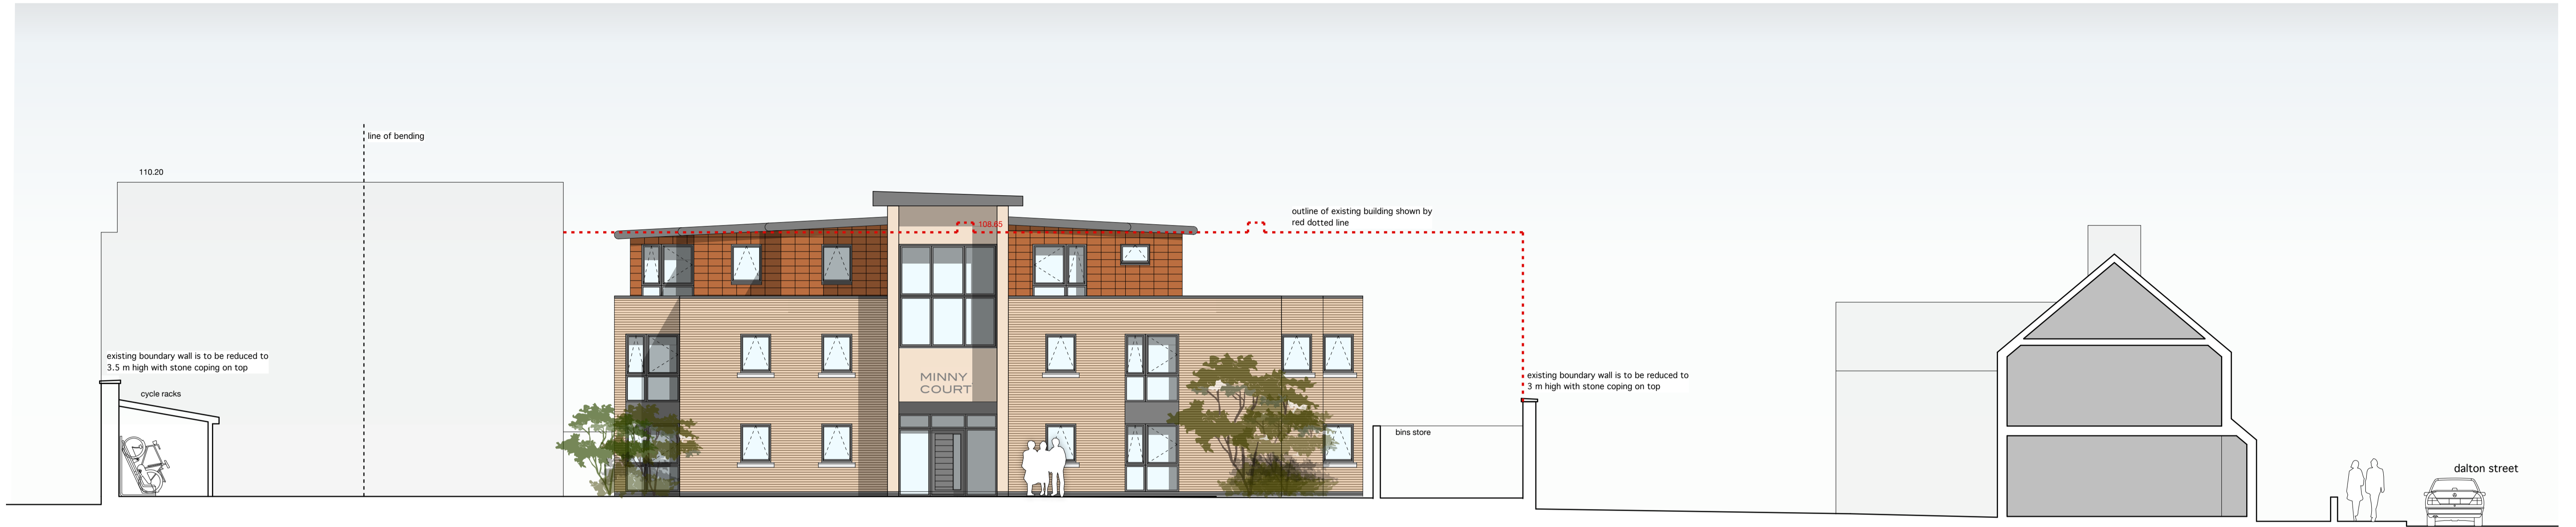 line of bending
110.20
outline of existing building shown by
red dotted line
108.65
existing boundary wall is to be reduced to
3.5 m high with stone coping on top
cycle racks
MINNY
COURT
existing boundary wall is to be reduced to
3 m high with stone coping on top
bins store
dalton street